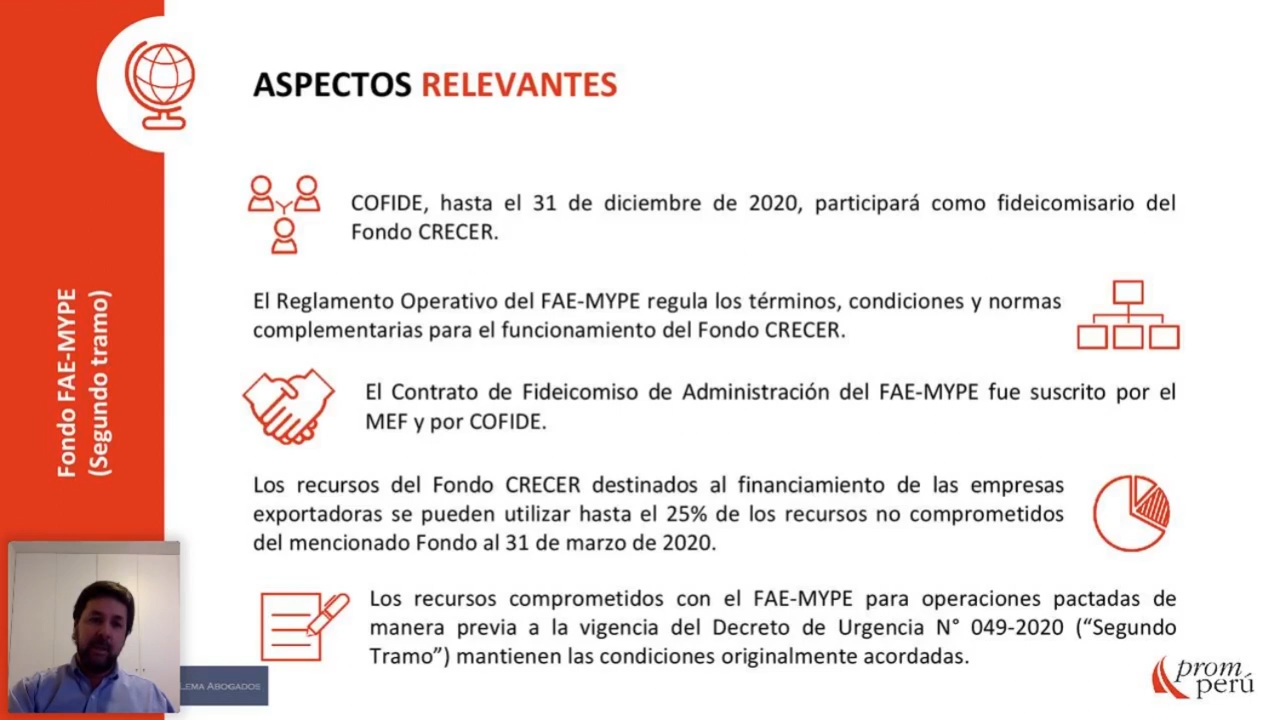 ASPECTOS RELEVANTES
COFIDE, hasta el 31 de diciembre de 2020, participará como fideicomisario del
Fondo CRECER.
El Reglamento Operativo del FAE-MYPE regula los términos, condiciones y normas
complementarias para el funcionamiento del Fondo CRECER.
El Contrato de Fideicomiso de Administración del FAE-MYPE fue suscrito por el
MEF y por COFIDE.
Los recursos del Fondo CRECER destinados al financiamiento de las empresas
exportadoras se pueden utilizar hasta el 25% de los recursos no comprometidos
del mencionado Fondo al 31 de marzo de 2020.
Los recursos comprometidos con el FAE-MYPE para operaciones pactadas de
manera previa a la vigencia del Decreto de Urgencia N° 049-2020 (“Segundo
Tramo”) mantienen las condiciones originalmente acordadas.
Fondo FAE-MYPE
(Segundo tramo)
LEMA ABOGADOS
prom
perú